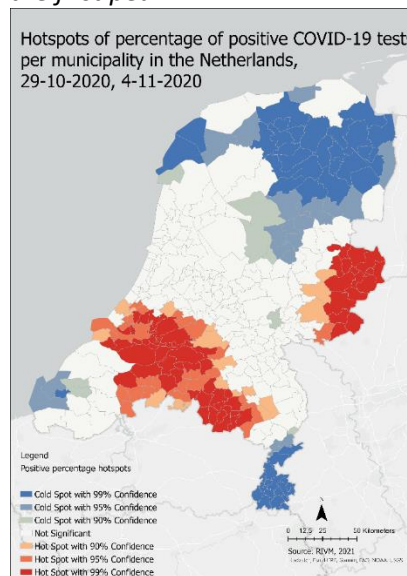 Hotspots of percentage of positive COVID-19 tests
per municipality in the Netherlands,
29-10-2020, 4-11-2020
Legend
Positive percentage hotspots
Cold Spot with 99% Confidence
Cold Spot with 95% Confidence
Cold Spot with 90% Confidence
Not Significant
Hot Spot with 90% Confidence
Hot Spot with 95% Confidence
Hot Spot with 99% Confidence
N
0 12,5 25 50 Kilometers
Source: RIVM, 2021